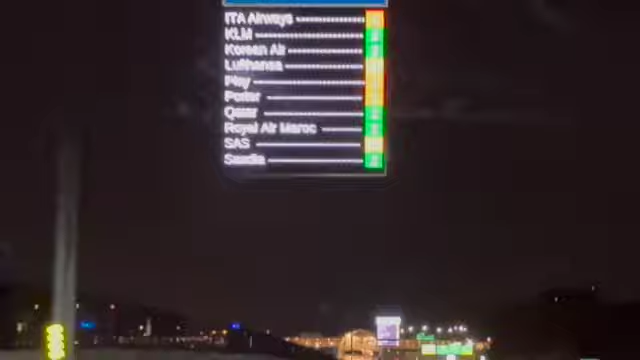 ITA Airways
KLM
Korean Air
Lufthansa
Play
Porter
Qatar
Royal Air Maroc
SAS
Saudia